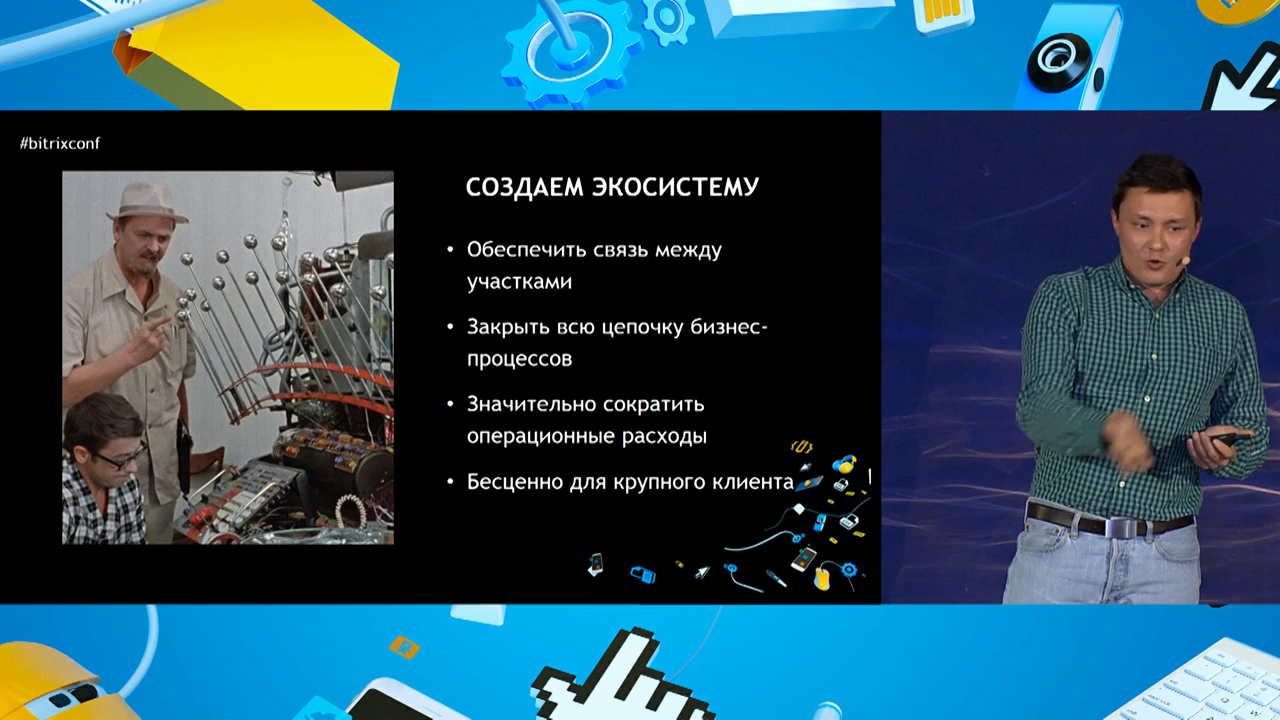 #bitrixconf
СОЗДАЕМ ЭКОСИСТЕМУ
• Обеспечить связь между
участками
• Закрыть всю цепочку бизнес-
процессов
• Значительно сократить
операционные расходы
• Бесценно для крупного клиента